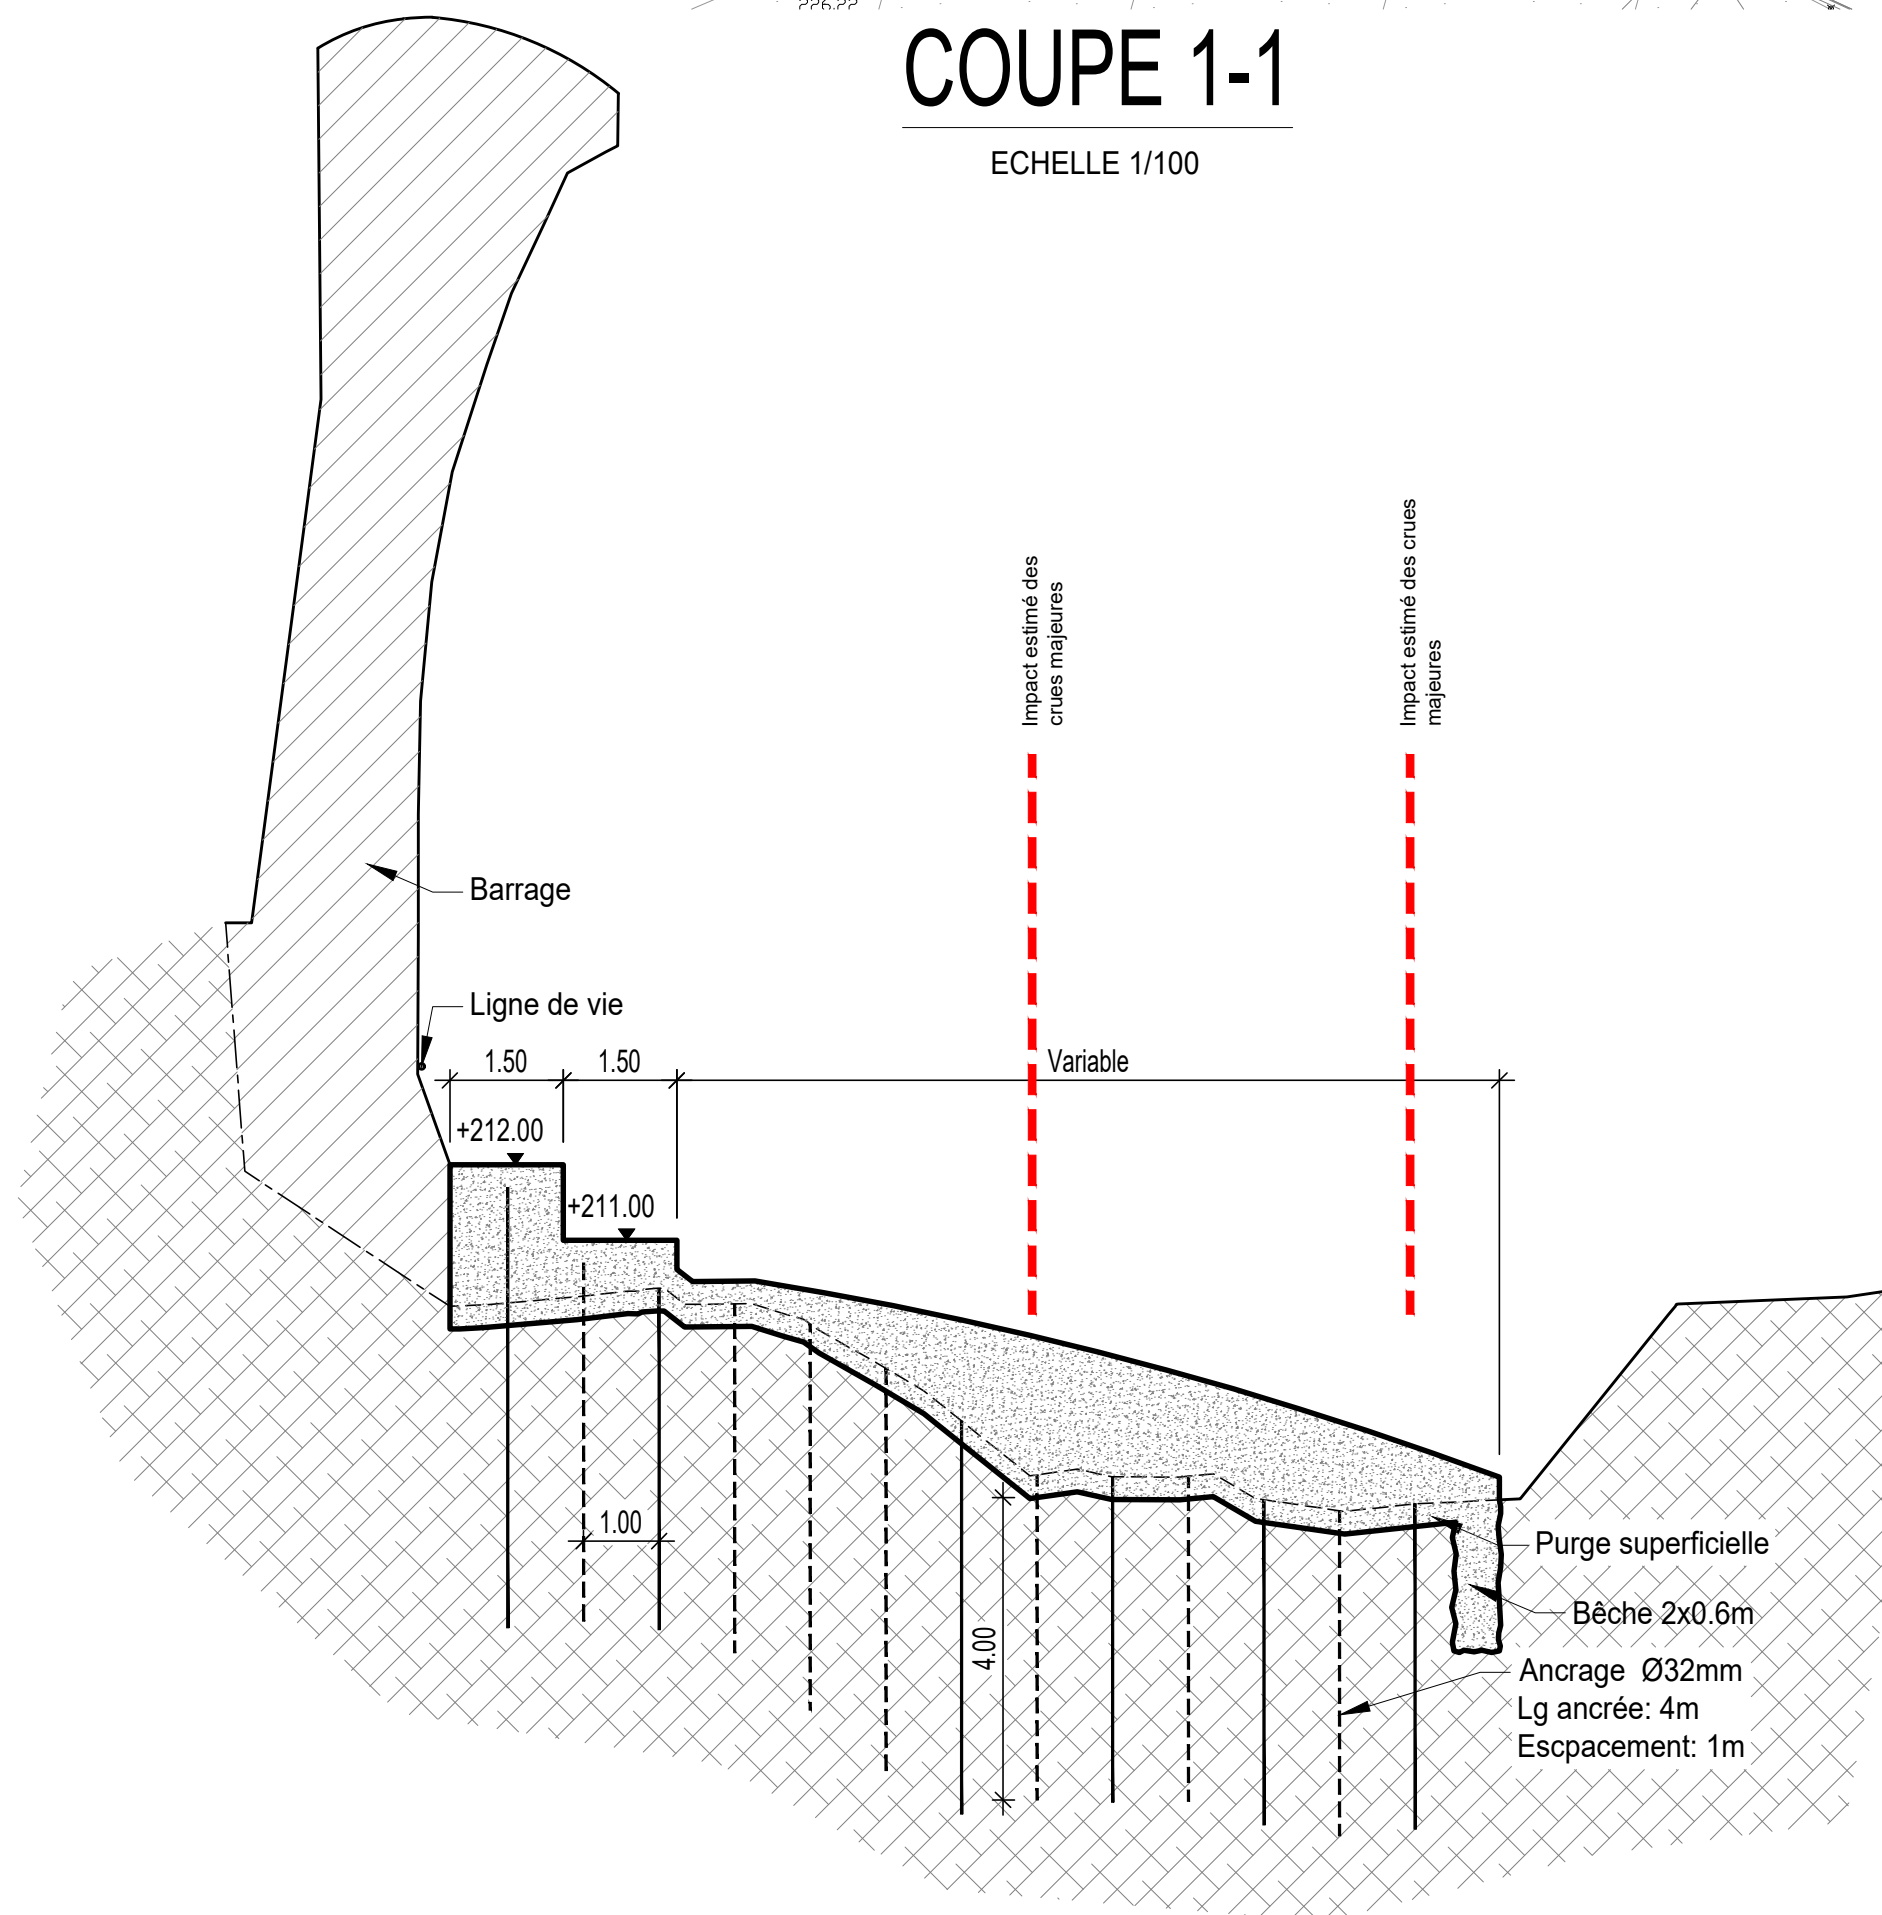 226.22
COUPE 1-1
ECHELLE 1/100
Impact estimé des
crues majeures
Impact estimé des crues
majeures
Barrage
Ligne de vie
1.50
1.50
Variable
+212.00
+211.00
1.00
4.00
Purge superficielle
Bêche 2x0.6m
Ancrage Ø32mm
Lg ancrée: 4m
Escpacement: 1m